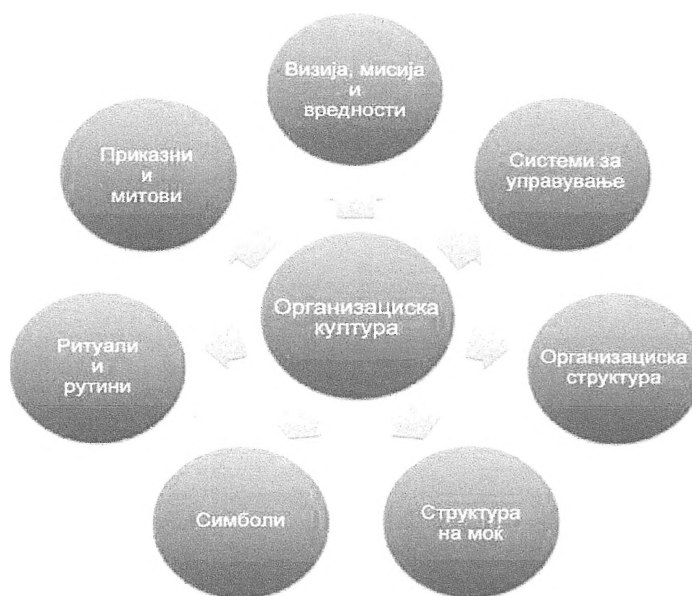 Визија, мисија
и
вредности
Системи за
управување
Организациска
структура
Структура
на моќ
Симболи
Ритуали
и
рутини
Приказни
и
митови
Организациска
култура